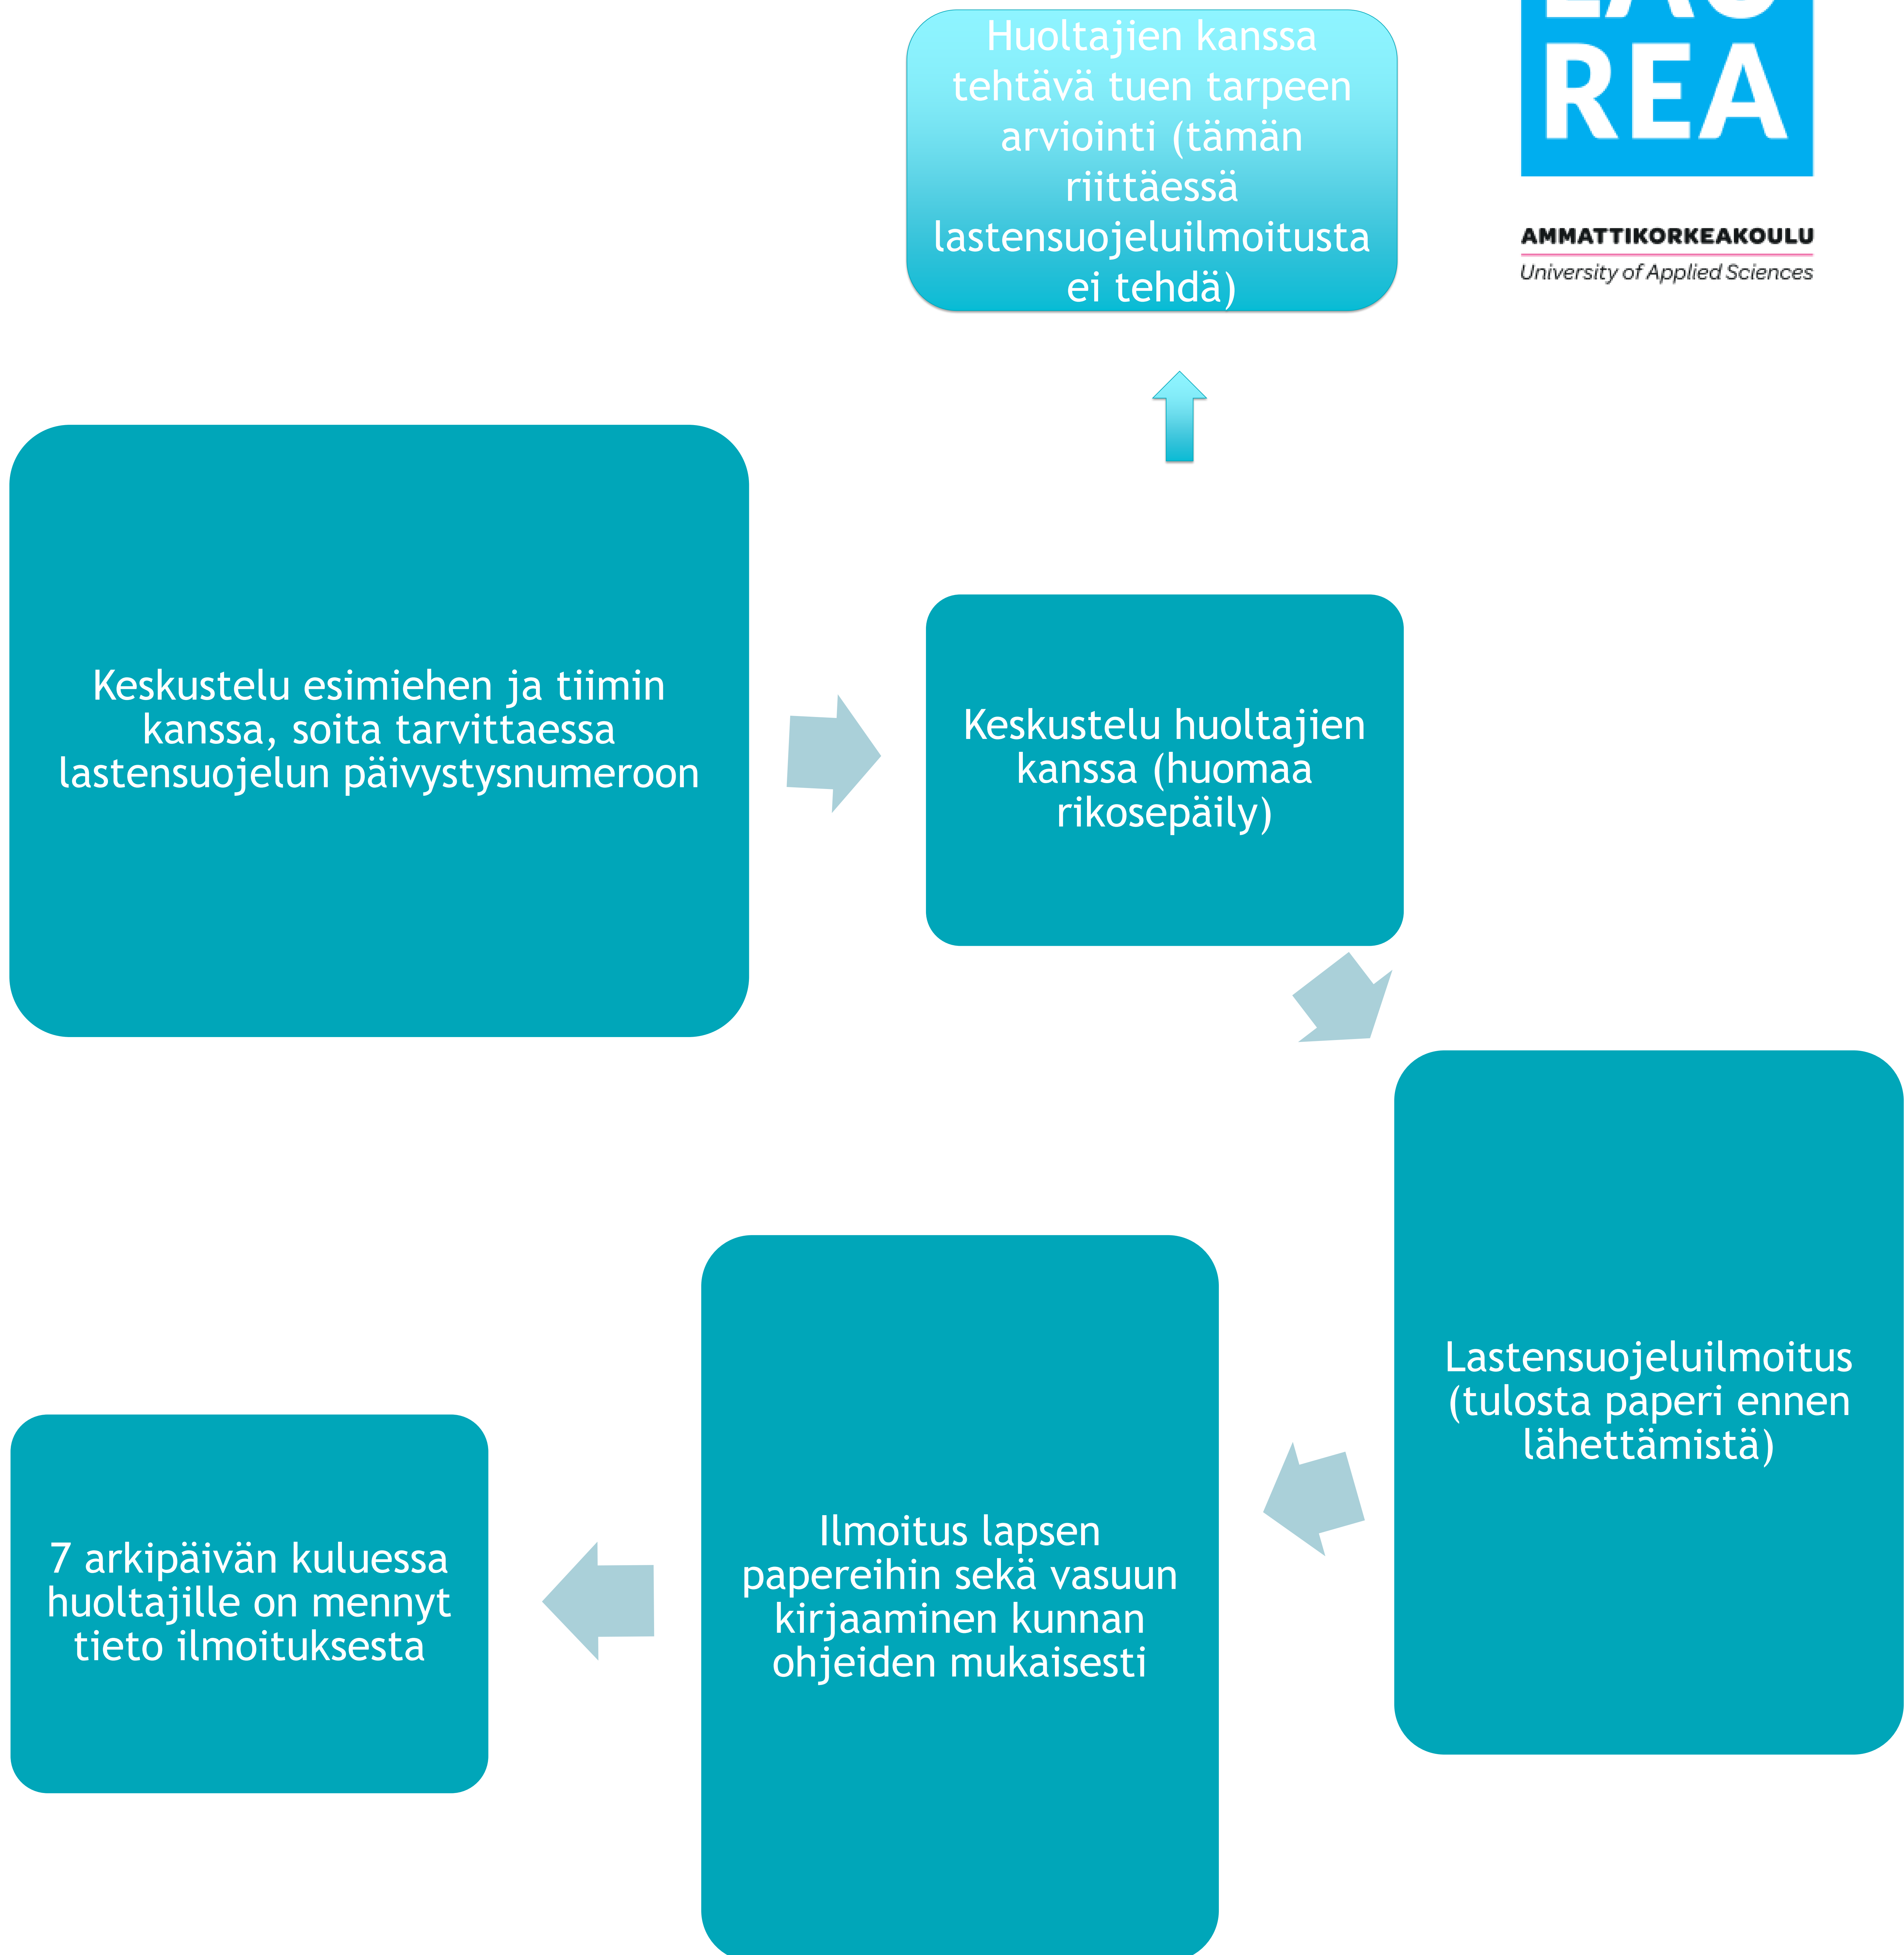 Huoltajien kanssa
tehtävä tuen tarpeen
arviointi (tämän
riittäessä
lastensuojeluilmoitusta
ei tehdä)
REA
AMMATTIKORKEAKOULU
University of Applied Sciences
Keskustelu esimiehen ja tiimin
kanssa, soita tarvittaessa
lastensuojelun päivystysnumeroon
Keskustelu huoltajien
kanssa (huomaa
rikosepäily)
Lastensuojeluilmoitus
(tulosta paperi ennen
lähettämistä)
Ilmoitus lapsen
papereihin sekä vasuun
kirjaaminen kunnan
ohjeiden mukaisesti
7 arkipäivän kuluessa
huoltajille on mennyt
tieto ilmoituksesta